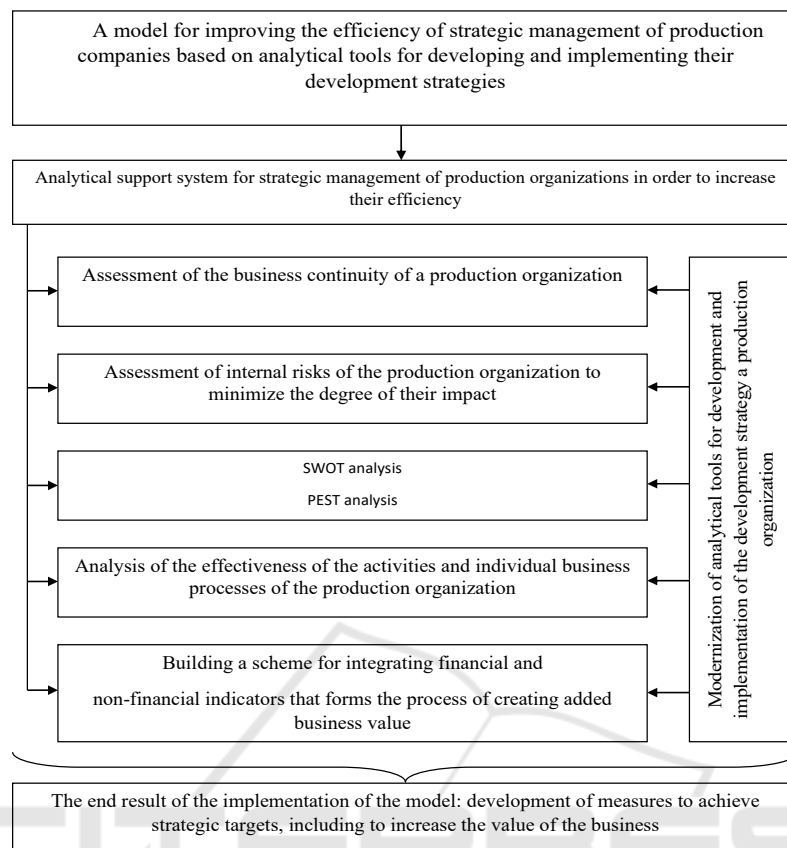 A model for improving the efficiency of strategic management of production
companies based on analytical tools for developing and implementing their
development strategies
Analytical support system for strategic management of production organizations in order to increase
their efficiency
Assessment of the business continuity of a production organization
Assessment of internal risks of the production organization to
minimize the degree of their impact
SWOT analysis
PEST analysis
Analysis of the effectiveness of the activities and individual business
processes of the production organization
Building a scheme for integrating financial and
non-financial indicators that forms the process of creating added
business value
Modernization of analytical tools for development and
implementation of the development strategy a production
organization
The end result of the implementation of the model: development of measures to achieve
strategic targets, including to increase the value of the business